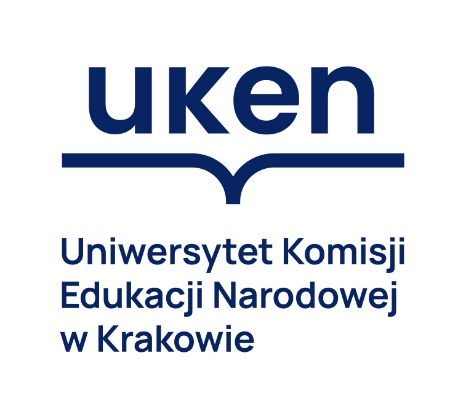 uken
Uniwersytet Komisji
Edukacji Narodowej
w Krakowie